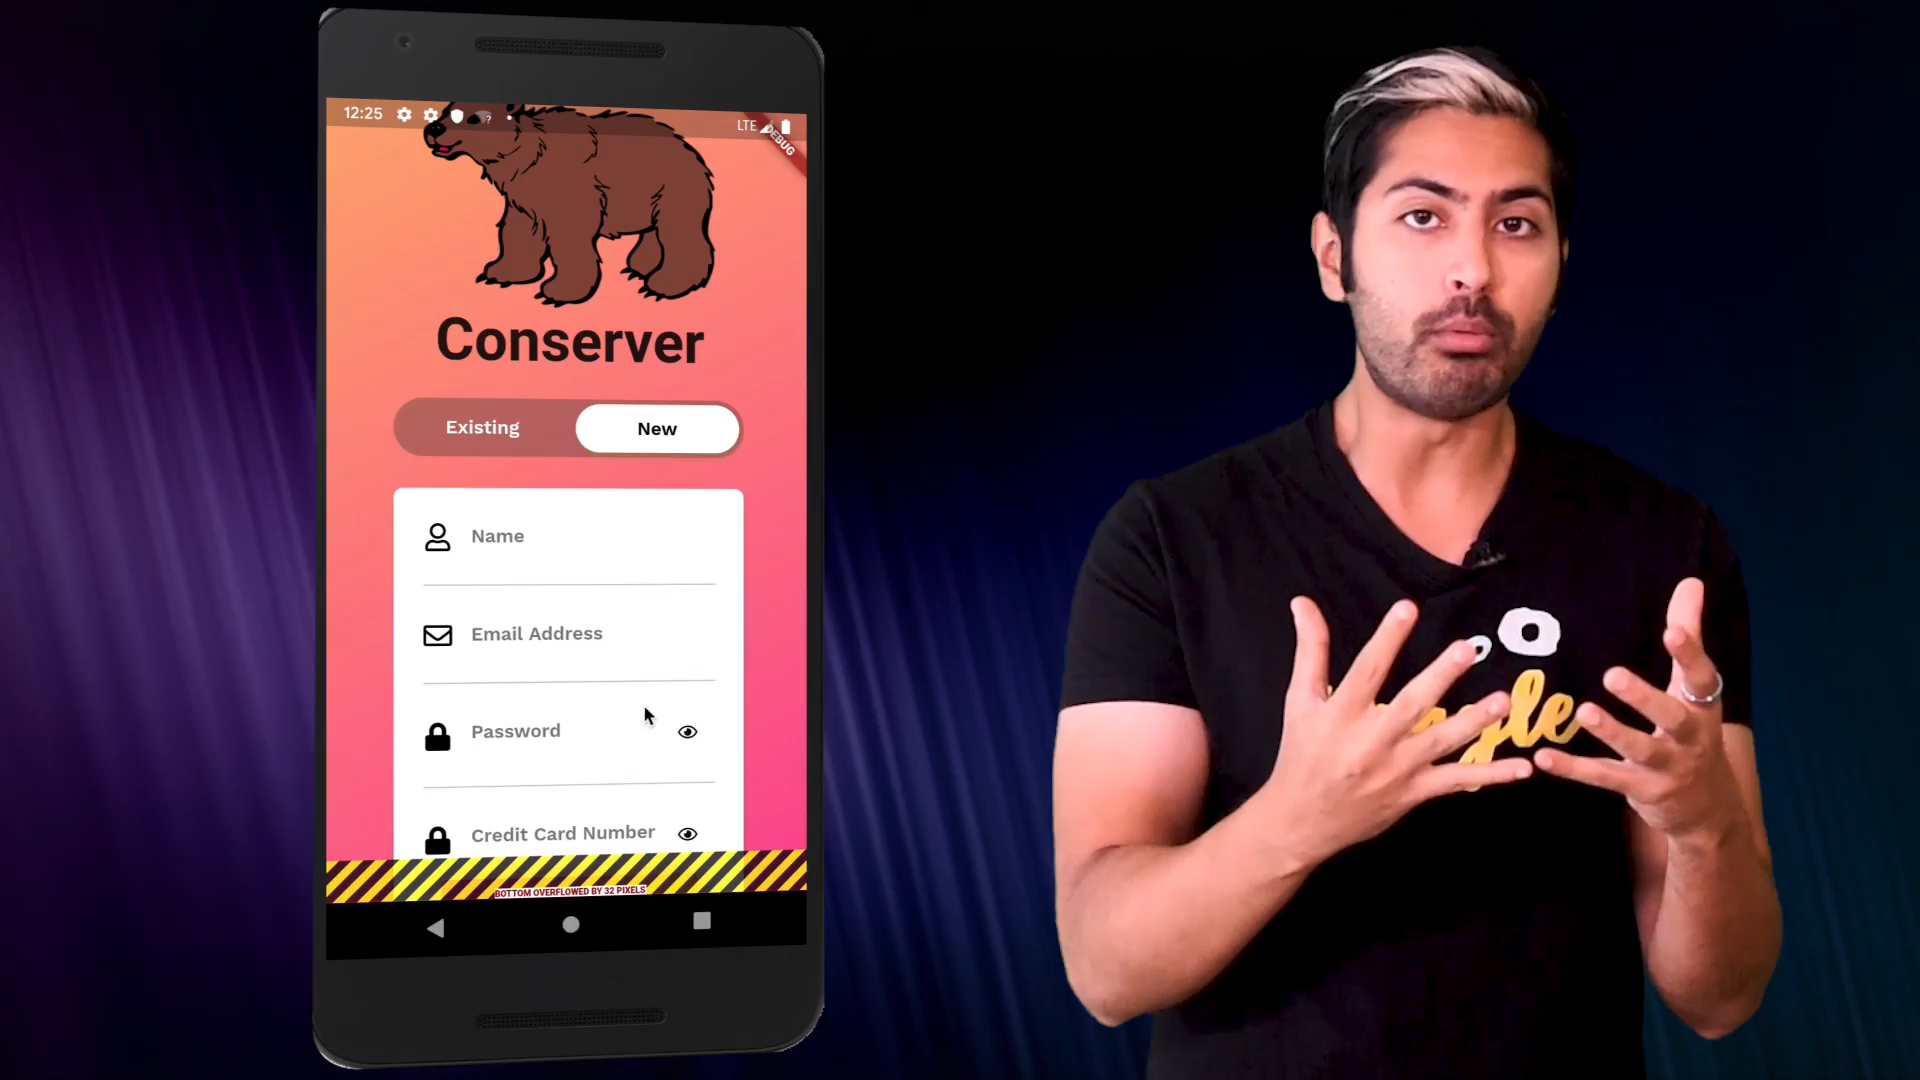 12:25
LTE
DEBUG
Conserver
Existing
New
Name
Email Address
Password
Credit Card Number
BOTTOM OVERFLOWED BY 32 PIXELS